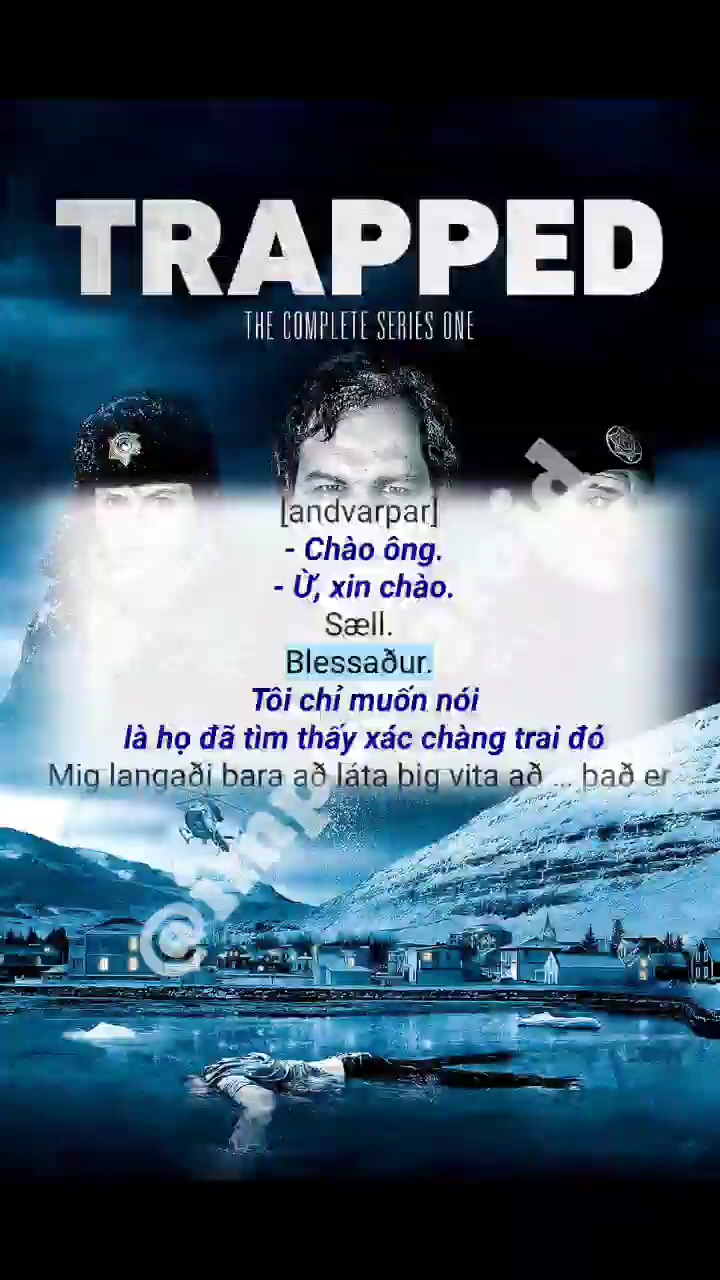 TRAPPED
THE COMPLETE SERIES ONE
[andvarpar]
- Chào ông.
- Ừ, xin chào.
Sæll.
Blessaður.
Tôi chỉ muốn nói
là họ đã tìm thấy xác chàng trai đó
Mig langaði bara að láta þig vita að ... það er